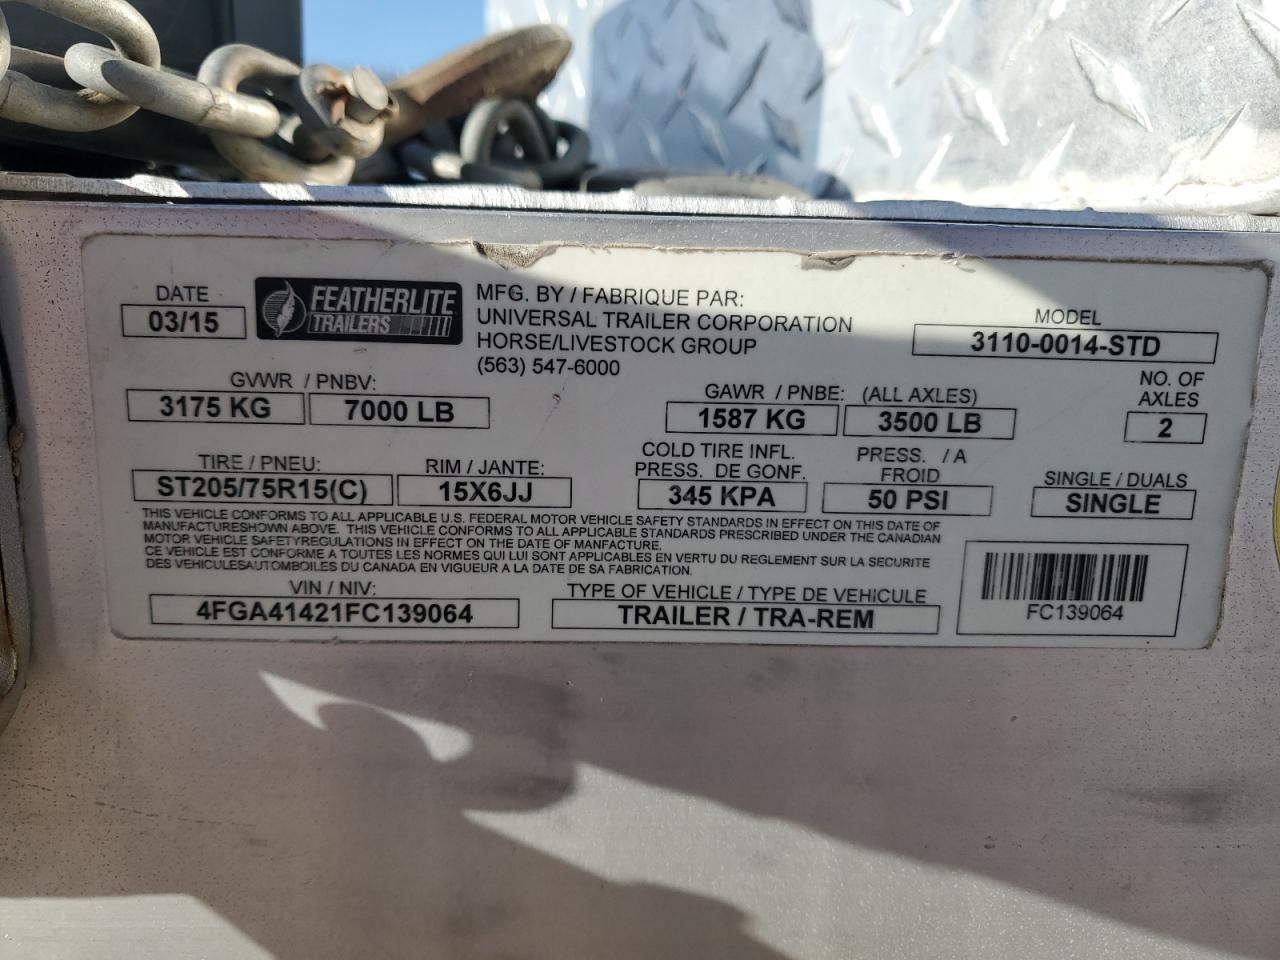 DATE
03/15
FEATHERLITE
TRAILERS
MFG. BY / FABRIQUE PAR:
UNIVERSAL TRAILER CORPORATION
HORSE/LIVESTOCK GROUP
(563) 547-6000
MODEL
3110-0014-STD
GVWR / PNBV:
3175 KG 7000 LB
GAWR / PNBE: (ALL AXLES)
1587 KG 3500 LB
NO. OF
AXLES
2
TIRE / PNEU:
ST205/75R15(C)
RIM / JANTE:
15X6JJ
COLD TIRE INFL. PRESS. / A
PRESS. DE GONF. FROID
345 KPA 50 PSI
SINGLE / DUALS
SINGLE
THIS VEHICLE CONFORMS TO ALL APPLICABLE U.S. FEDERAL MOTOR VEHICLE SAFETY STANDARDS IN EFFECT ON THIS DATE OF
MANUFACTURESHOWN ABOVE. THIS VEHICLE CONFORMS TO ALL APPLICABLE STANDARDS PRESCRIBED UNDER THE CANADIAN
MOTOR VEHICLE SAFETYREGULATIONS IN EFFECT ON THE DATE OF MANFACTURE.
CE VEHICULE EST CONFORME A TOUTES LES NORMES QUI LUI SONT APPLICABLES EN VERTU DU REGLEMENT SUR LA SECURITE
DES VEHICULESAUTOMBOILES DU CANADA EN VIGUEUR A LA DATE DE SA FABRICATION.
VIN / NIV:
4FGA41421FC139064
TYPE OF VEHICLE / TYPE DE VEHICULE
TRAILER / TRA-REM
FC139064